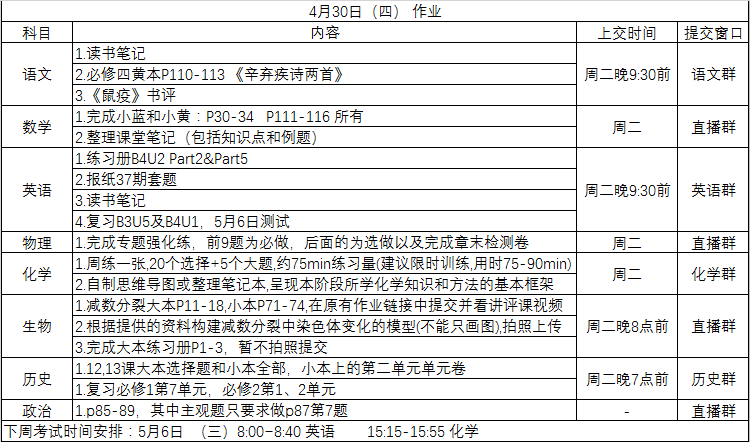 4月30日（四） 作业
科目 内容 上交时间 提交窗口
语文 周二晚9:30前 语文群
1.读书笔记
2.必修四黄本P110-113 《辛弃疾诗两首》
3.《鼠疫》书评
数学 周二 直播群
1.完成小蓝和小黄：P30-34 P111-116 所有
2.整理课堂笔记（包括知识点和例题）
英语 周二晚9:30前 英语群
1.练习册B4U2 Part2&Part5
2.报纸37期套题
3.读书笔记
4.复习B3U5及B4U1，5月6日测试
物理 1.完成专题强化练，前9题为必做，后面的为选做以及完成章末检测卷 周二 直播群
化学 周二 化学群
1.周练一张,20个选择+5个大题,约75min练习量(建议限时训练,用时75-90min)
2.自制思维导图或整理笔记本,呈现本阶段所学化学知识和方法的基本框架
生物 周二晚8点前 直播群
1.减数分裂大本P11-18,小本P71-74,在原有作业链接中提交并看讲评课视频
2.根据提供的资料构建减数分裂中染色体变化的模型(不能只画图),拍照上传
3.完成大本练习册P1-3，暂不拍照提交
历史 周二晚7点前 历史群
1.12,13课大本选择题和小本全部，小本上的第二单元单元卷
1.复习必修1第7单元，必修2第1、2单元
政治 1.p85-89，其中主观题只要求做p87第7题 - 直播群
下周考试时间安排：5月6日 （三）8:00-8:40 英语 15:15-15:55 化学